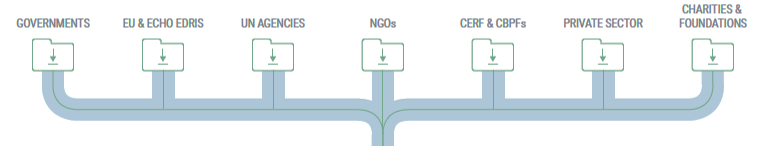 GOVERNMENTS
EU & ECHO EDRIS
UN AGENCIES
NGOs
CERF & CBPFs
PRIVATE SECTOR
CHARITIES &
FOUNDATIONS